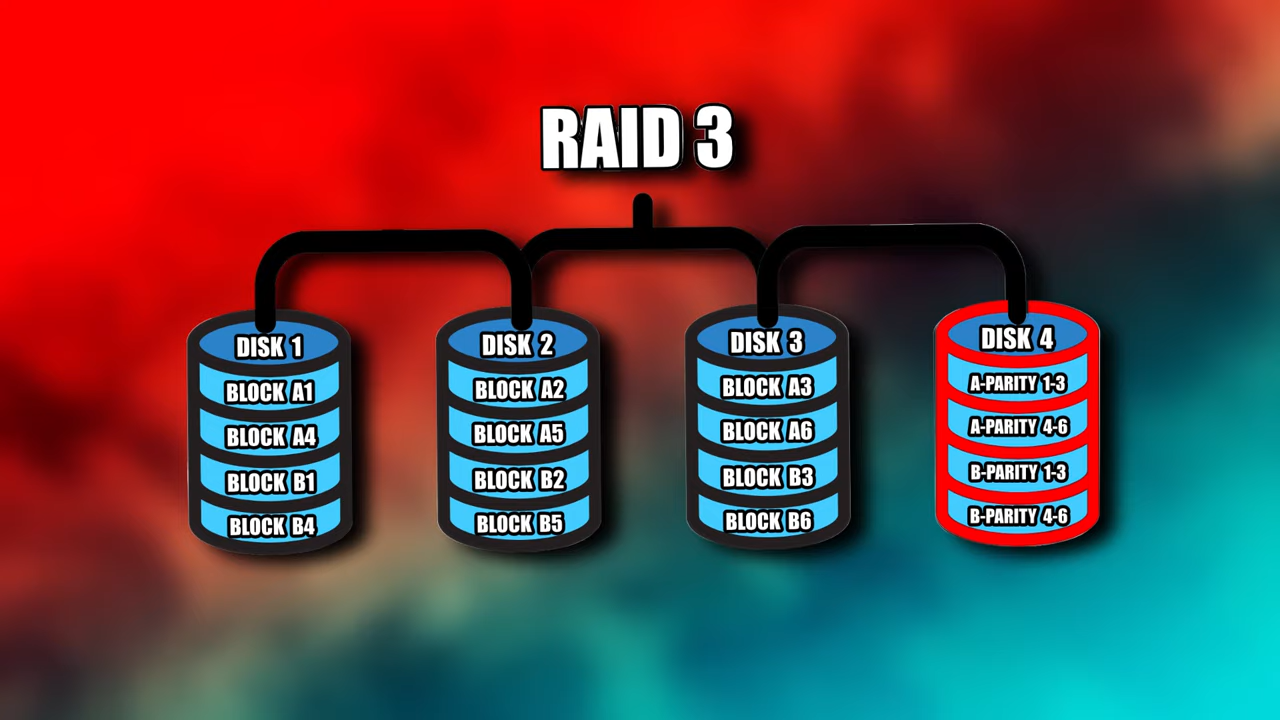 RAID 3
DISK 1
BLOCK A1
BLOCK A4
BLOCK B1
BLOCK B4
DISK 2
BLOCK A2
BLOCK A5
BLOCK B2
BLOCK B5
DISK 3
BLOCK A3
BLOCK A6
BLOCK B3
BLOCK B6
DISK 4
A-PARITY 1-3
A-PARITY 4-6
B-PARITY 1-3
B-PARITY 4-6